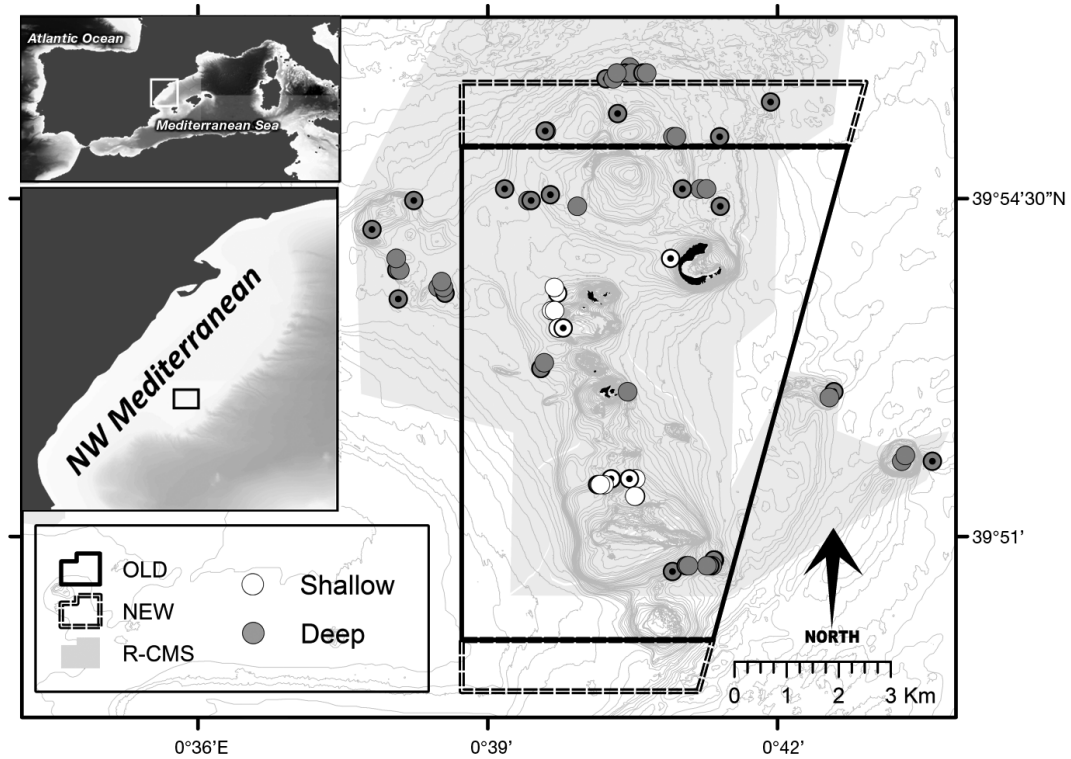 Atlantic Ocean
Mediterranean Sea
NW Mediterranean
39°54'30”N
39°51’
OLD
NEW
R-CMS
Shallow
Deep
NORTH
0 1 2 3 Km
0°36’E
0°39’
0°42’